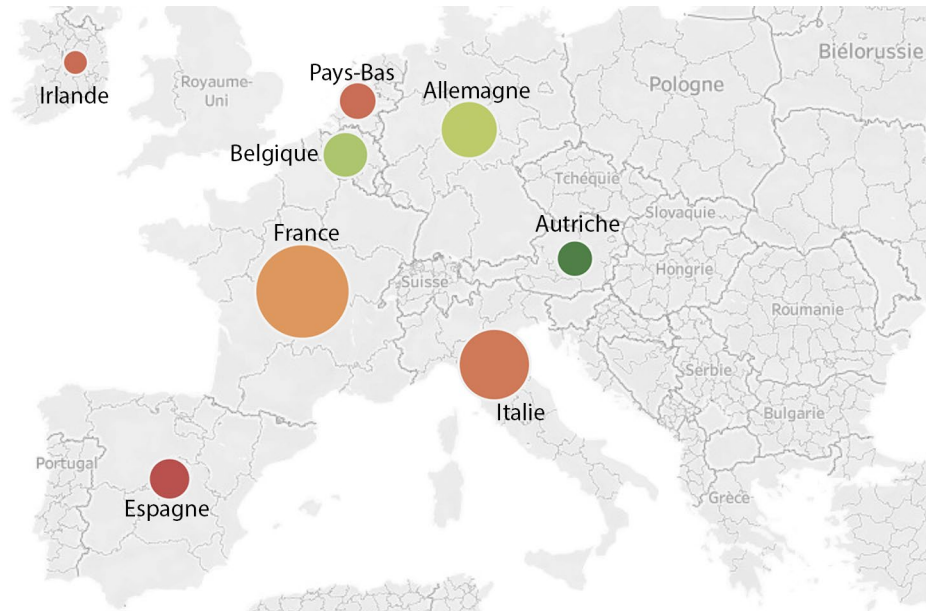 Irlande
Royaume-
Uni
Pays-Bas
Allemagne
Pologne
Biélorussie
Belgique
Tchéquie
Slovaquie
France
Autriche
Suisse
Hongrie
Roumanie
Italie
Serbie
Bulgarie
Portugal
Espagne
Grèce